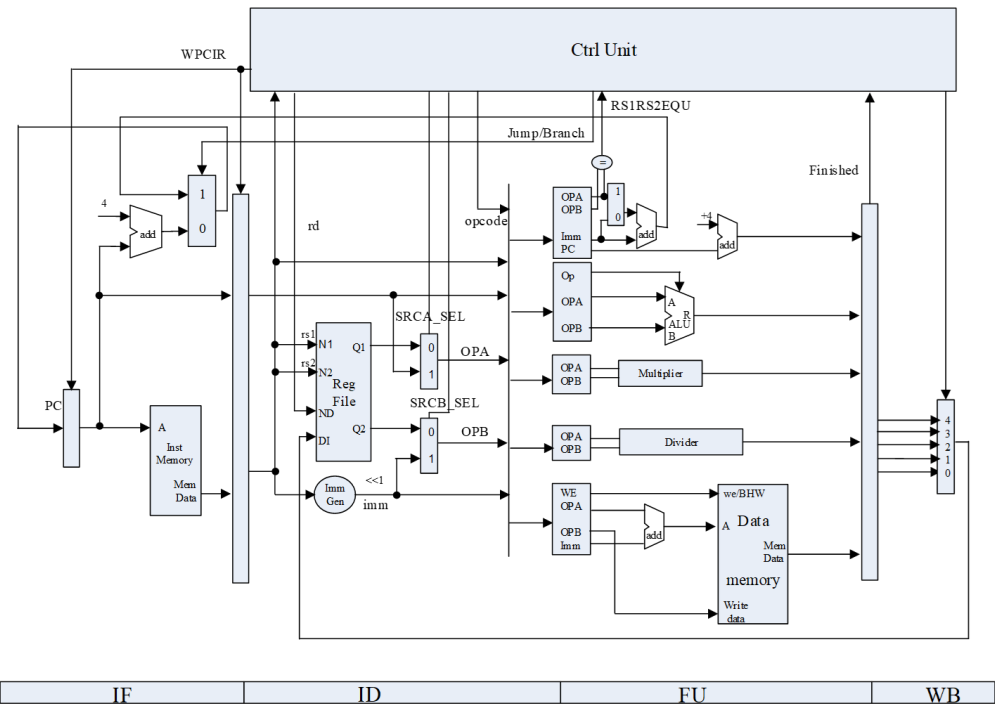 Ctrl Unit
WPCIR
RS1RS2EQU
Jump/Branch
Finished
=
1
0
4
add
rd
opcode
OPA
OPB
Imm
PC
1
0
add
+4
add
Op
OPA
OPB
A
R
ALU
B
SRCA_SEL
rs1
N1
Q1
0
1
OPA
rs2
N2
Reg
File
ND
DI
Q2
SRCB_SEL
0
1
OPB
OPA
OPB
Multiplier
OPA
OPB
Divider
PC
A
Inst
Memory
Mem
Data
Imm
Gen
<<1
imm
WE
OPA
OPB
Imm
add
we/BHW
A
Data
Mem
Data
memory
Write
data
4
3
2
1
0
IF
ID
FU
WB